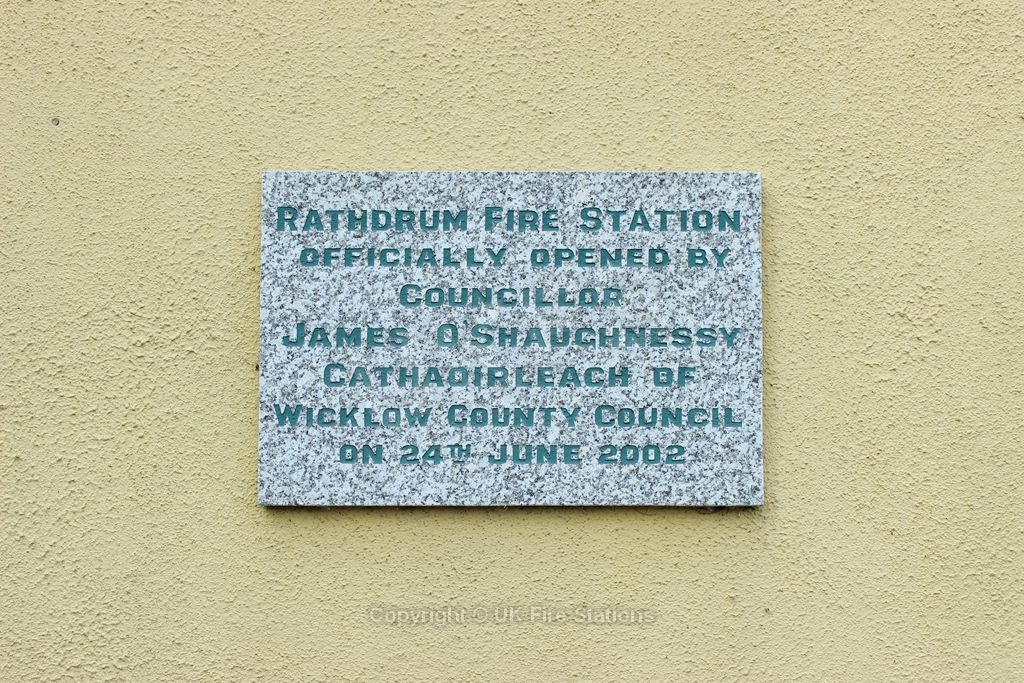 RATHDRUM FIRE STATION
OFFICIALLY OPENED BY
COUNCILLOR
JAMES O'SHAUGHNESSY
CATHAOIRLEACH OF
WICKLOW COUNTY COUNCIL
ON 24TH JUNE 2002
Copyright © UK Fire Stations